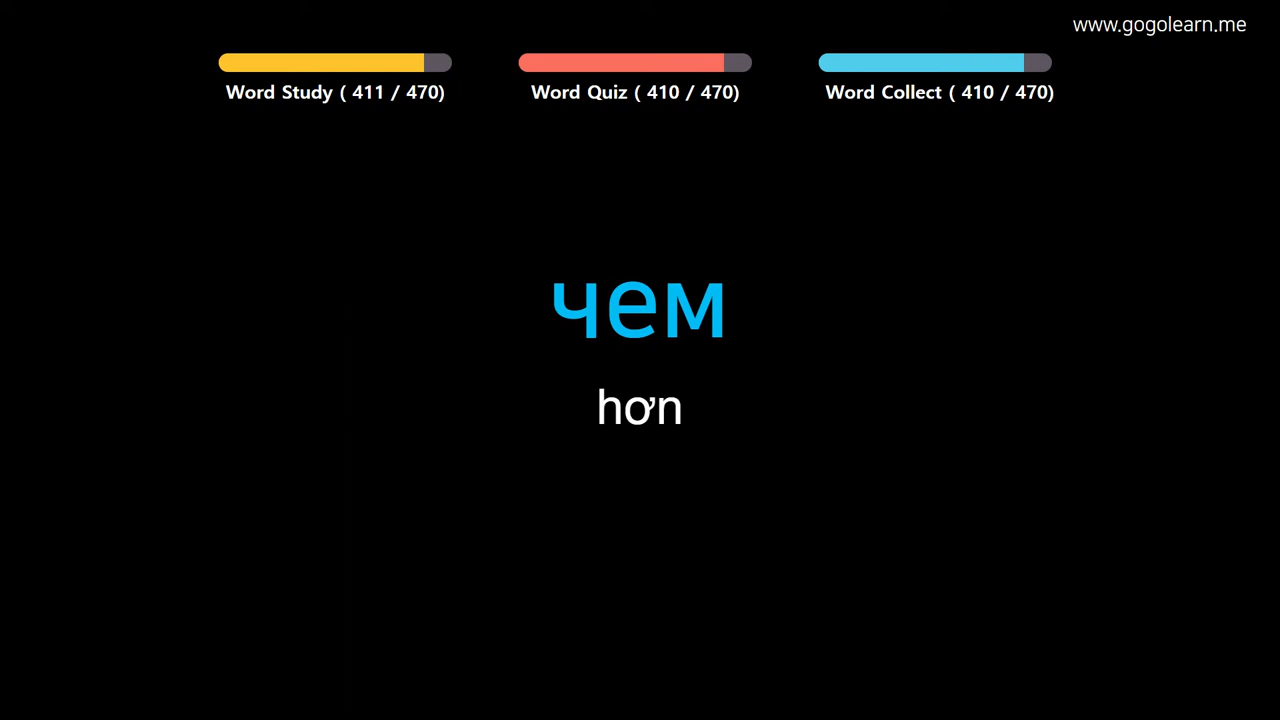 www.gogolearn.me
Word Study ( 411 / 470)
Word Quiz ( 410 / 470)
Word Collect ( 410 / 470)
чем
hơn